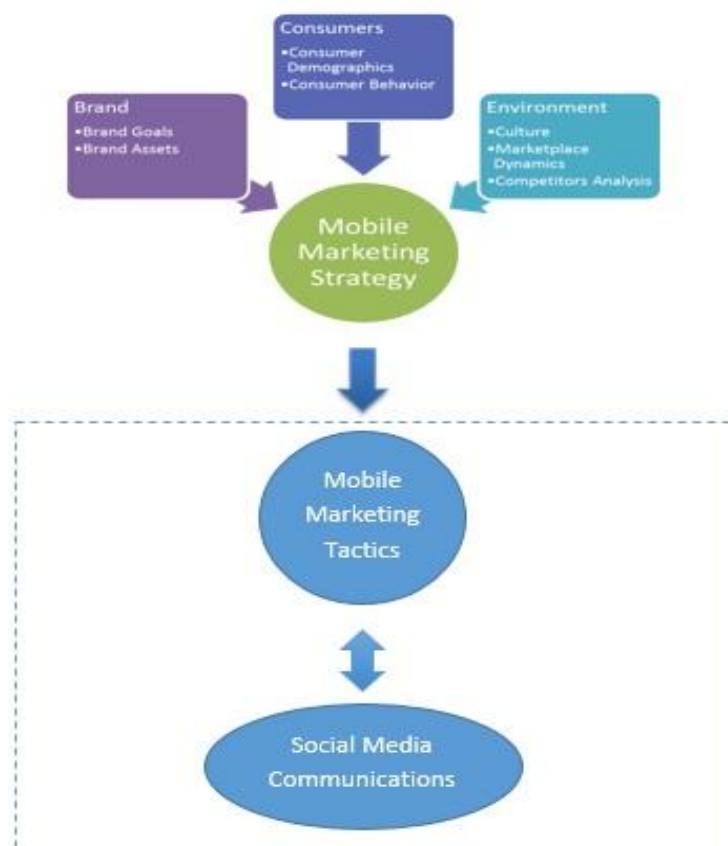 Consumers
•Consumer
Demographics
•Consumer Behavior
Brand
•Brand Goals
•Brand Assets
Environment
•Culture
•Marketplace
Dynamics
•Competitors Analysis
Mobile
Marketing
Strategy
Mobile
Marketing
Tactics
Social Media
Communications